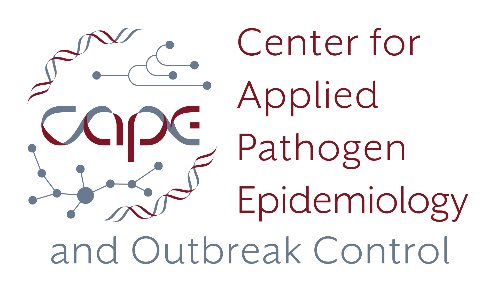 cape
Center for
Applied
Pathogen
Epidemiology
and Outbreak Control